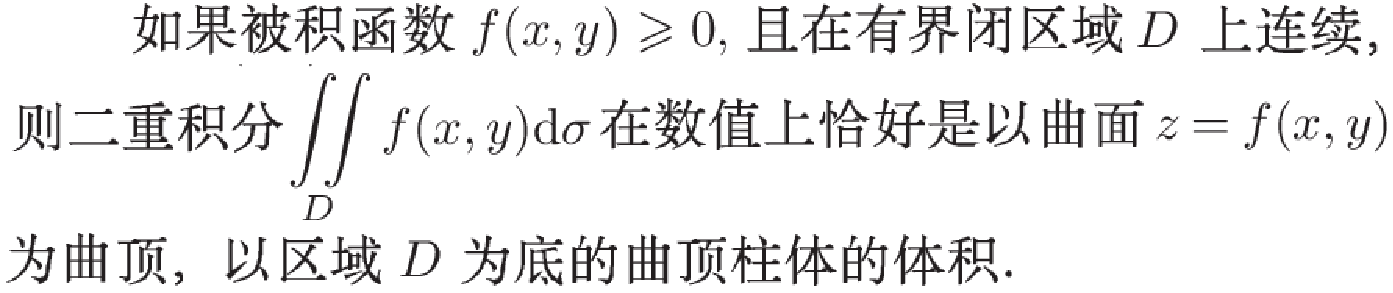 如果被积函数 f(x, y) ⩾ 0, 且在有界闭区域 D 上连续,
则二重积分 ∬_D f(x, y)dσ 在数值上恰好是以曲面 z = f(x, y)
为曲顶, 以区域 D 为底的曲顶柱体的体积.